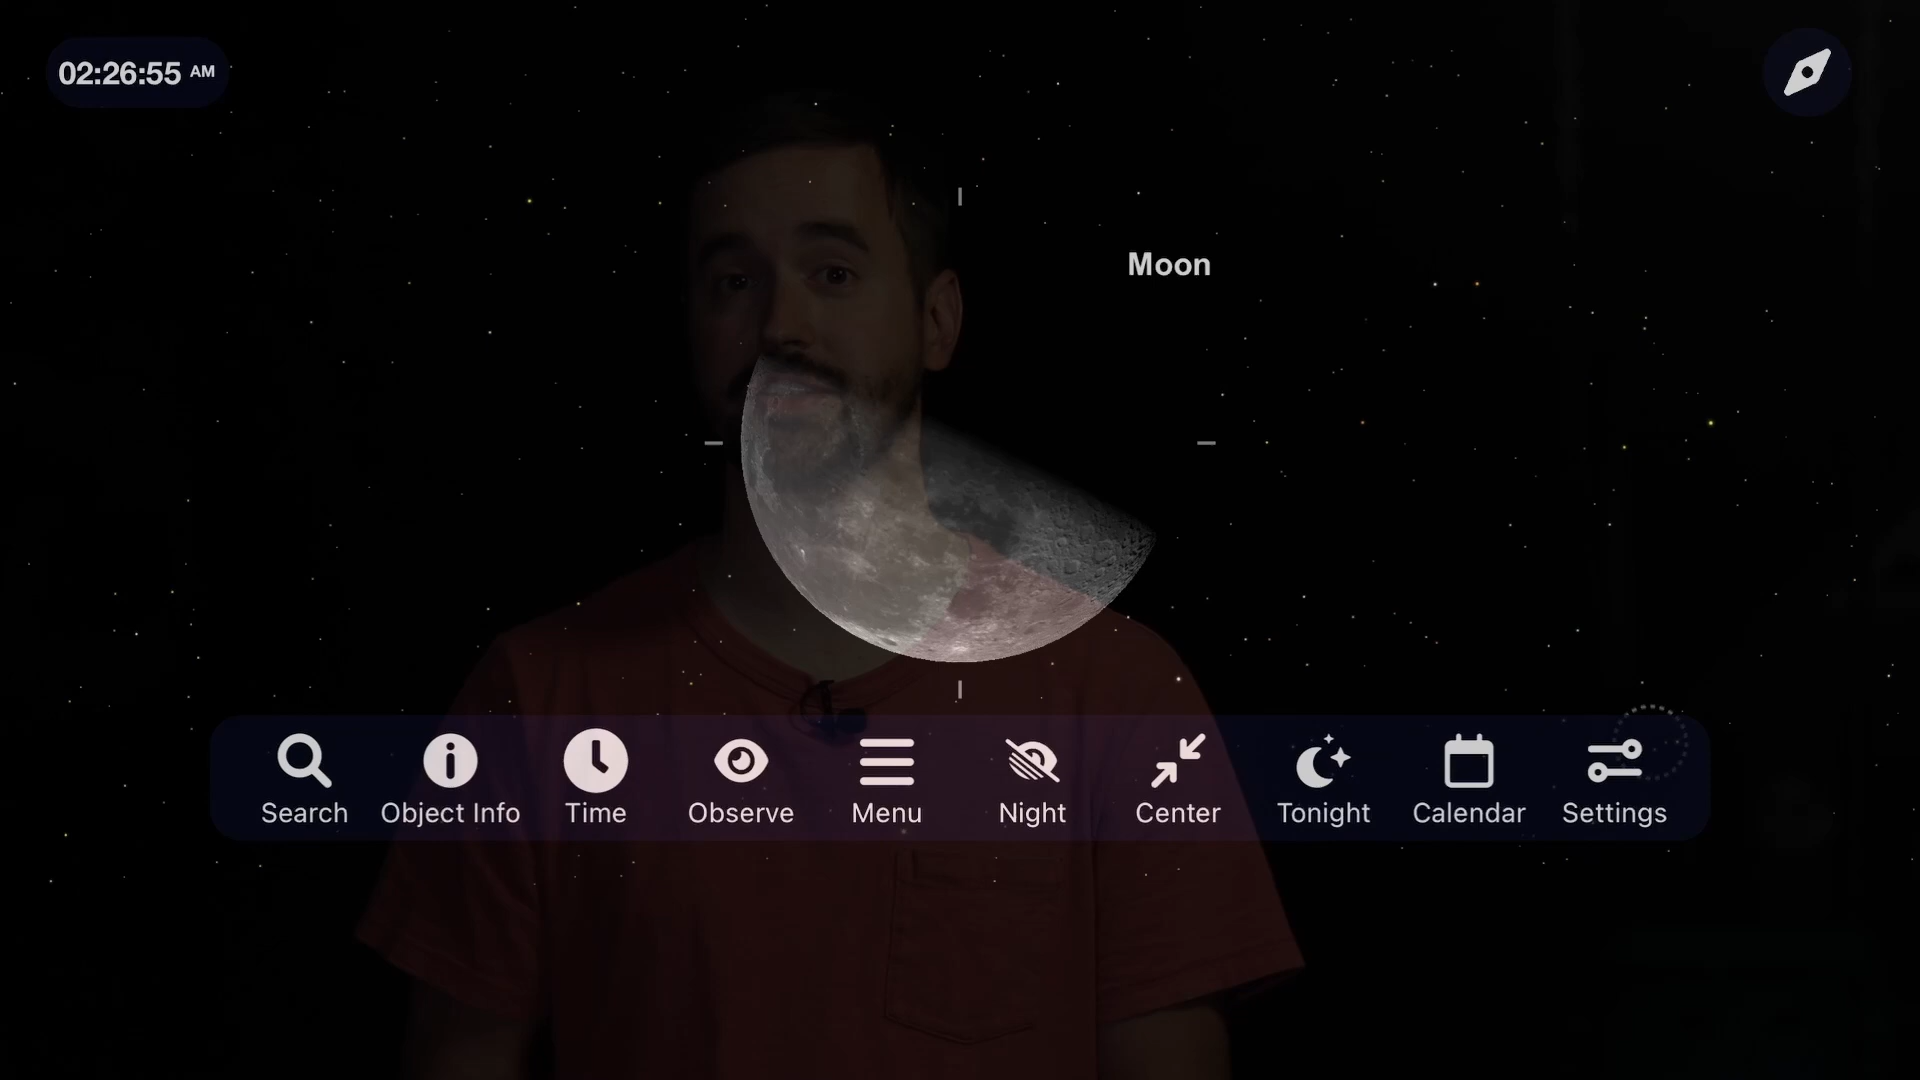 02:26:55 AM
Moon
Search Object Info Time Observe Menu Night Center Tonight Calendar Settings